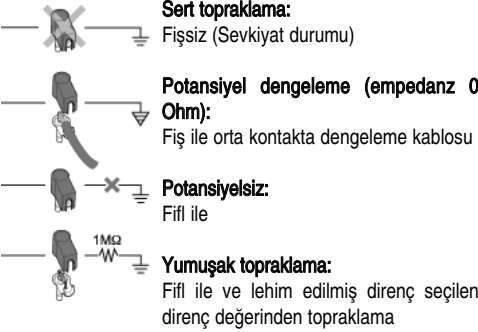 Sert topraklama:
Fişsiz (Sevkiyat durumu)
Potansiyel dengeleme (empedanz 0
Ohm):
Fiş ile orta kontakta dengeleme kablosu
Potansiyelsiz:
Fifl ile
1MΩ
Yumuşak topraklama:
Fifl ile ve lehim edilmiş direnç seçilen
direnç değerinden topraklama